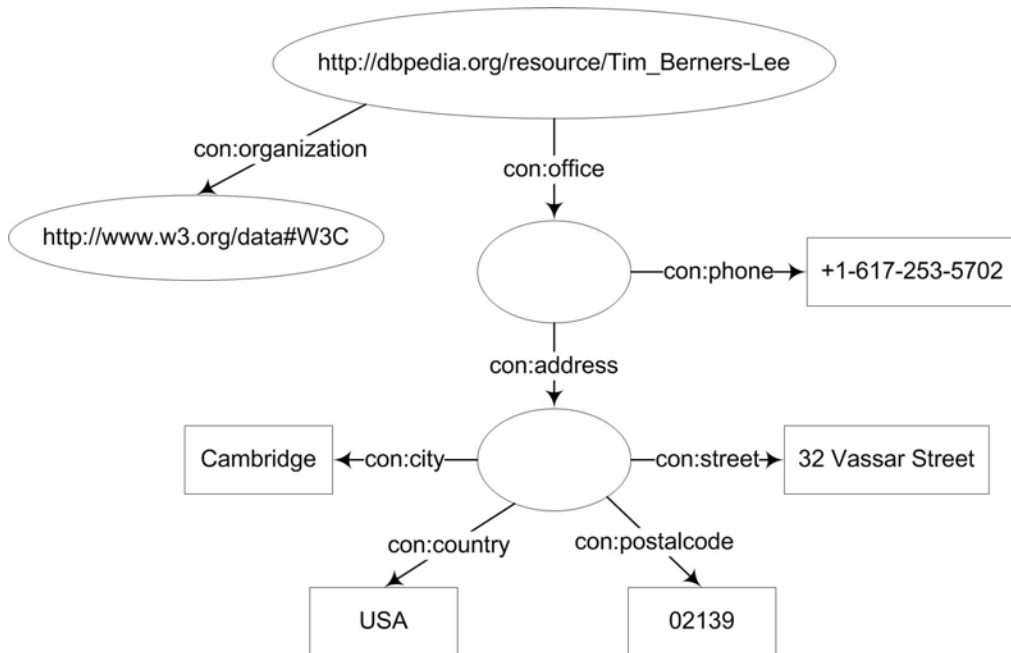 http://dbpedia.org/resource/Tim_Berners-Lee
con:organization
con:office
http://www.w3.org/data#W3C
con:phone
+1-617-253-5702
con:address
Cambridge
con:city
con:street
32 Vassar Street
con:country
con:postalcode
USA
02139